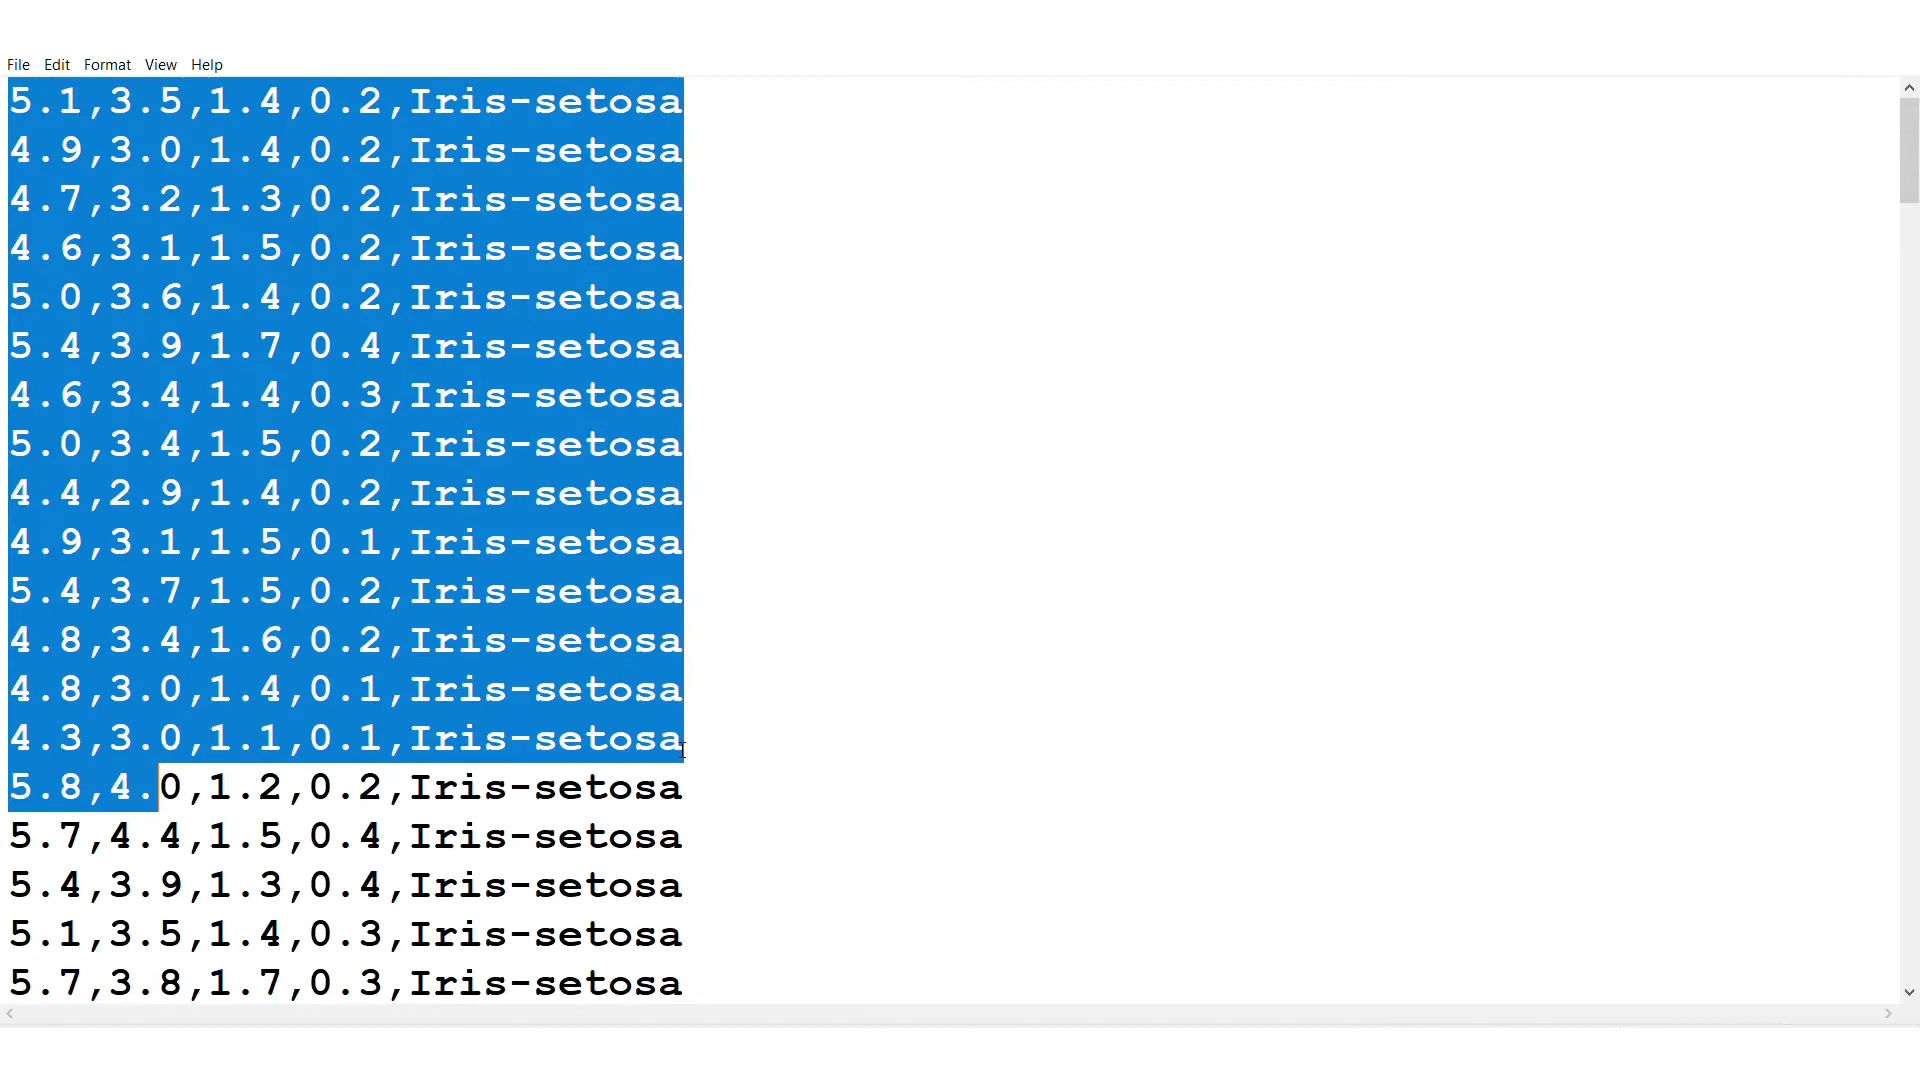 File Edit Format View Help
5.1,3.5,1.4,0.2,Iris-setosa
4.9,3.0,1.4,0.2,Iris-setosa
4.7,3.2,1.3,0.2,Iris-setosa
4.6,3.1,1.5,0.2,Iris-setosa
5.0,3.6,1.4,0.2,Iris-setosa
5.4,3.9,1.7,0.4,Iris-setosa
4.6,3.4,1.4,0.3,Iris-setosa
5.0,3.4,1.5,0.2,Iris-setosa
4.4,2.9,1.4,0.2,Iris-setosa
4.9,3.1,1.5,0.1,Iris-setosa
5.4,3.7,1.5,0.2,Iris-setosa
4.8,3.4,1.6,0.2,Iris-setosa
4.8,3.0,1.4,0.1,Iris-setosa
4.3,3.0,1.1,0.1,Iris-setosa
5.8,4.0,1.2,0.2,Iris-setosa
5.7,4.4,1.5,0.4,Iris-setosa
5.4,3.9,1.3,0.4,Iris-setosa
5.1,3.5,1.4,0.3,Iris-setosa
5.7,3.8,1.7,0.3,Iris-setosa